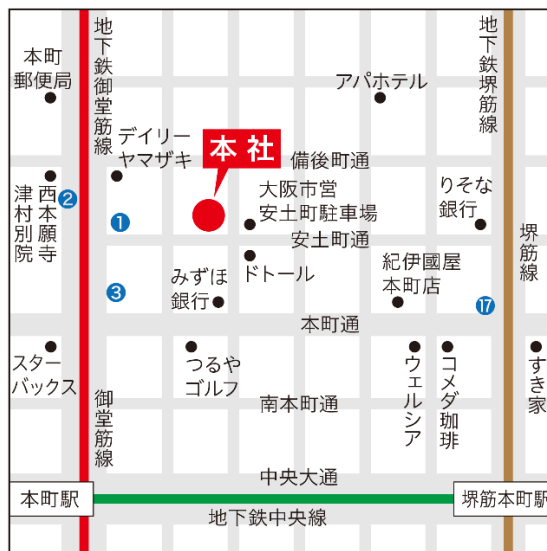 本町
郵便局
地下鉄御堂筋線
アパホテル
地下鉄堺筋線
デイリー
ヤマザキ
本社
備後町通
西本願寺
津村別院
2
1
大阪市営
安土町駐車場
りそな
銀行
安土町通
堺筋線
3
みずほ
銀行
ドトール
紀伊國屋
本町店
17
本町通
スター
バックス
つるや
ゴルフ
ウェルシア
コメダ珈琲
すき家
御堂筋線
南本町通
中央大通
本町駅
堺筋本町駅
地下鉄中央線